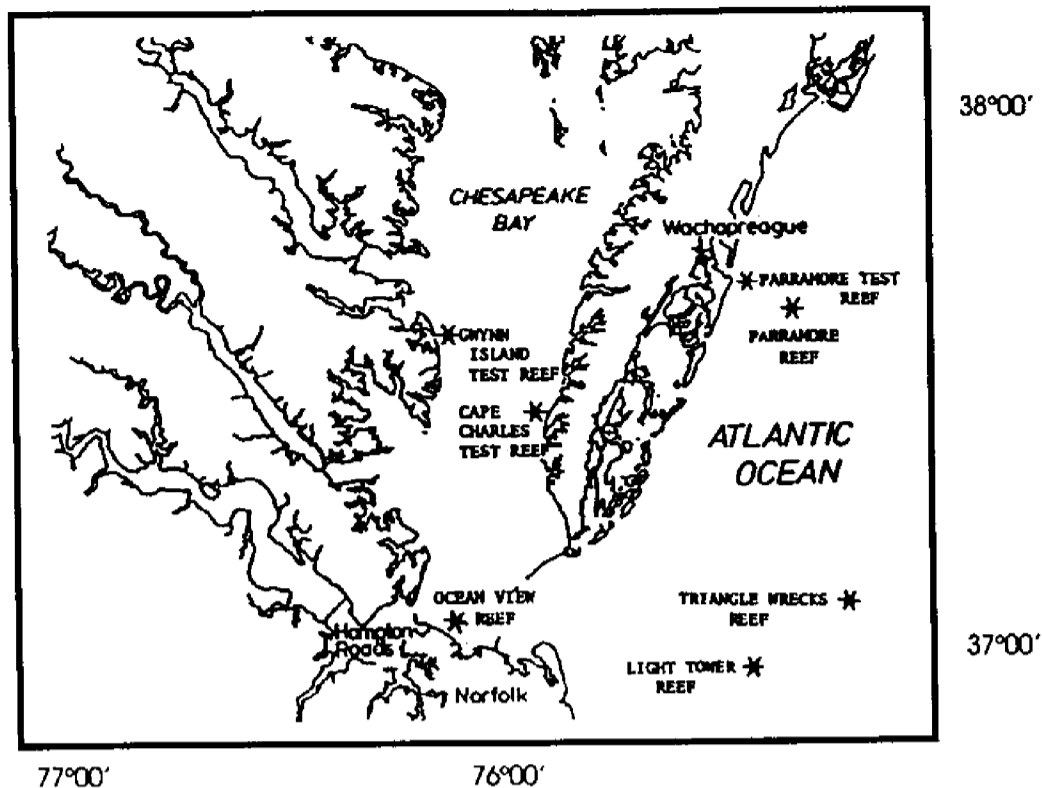 38°00'
CHESAPEAKE
BAY
Wachapreague
PARRAMORE TEST
REEF
PARRAMORE
REEF
GWYNN
ISLAND
TEST REEF
CAPE
CHARLES
TEST REEF
ATLANTIC
OCEAN
OCEAN VIEW
REEF
TRIANGLE WRECKS
REEF
Hampton
Roads
37°00'
LIGHT TOWER
REEF
Norfolk
77°00'
76°00'